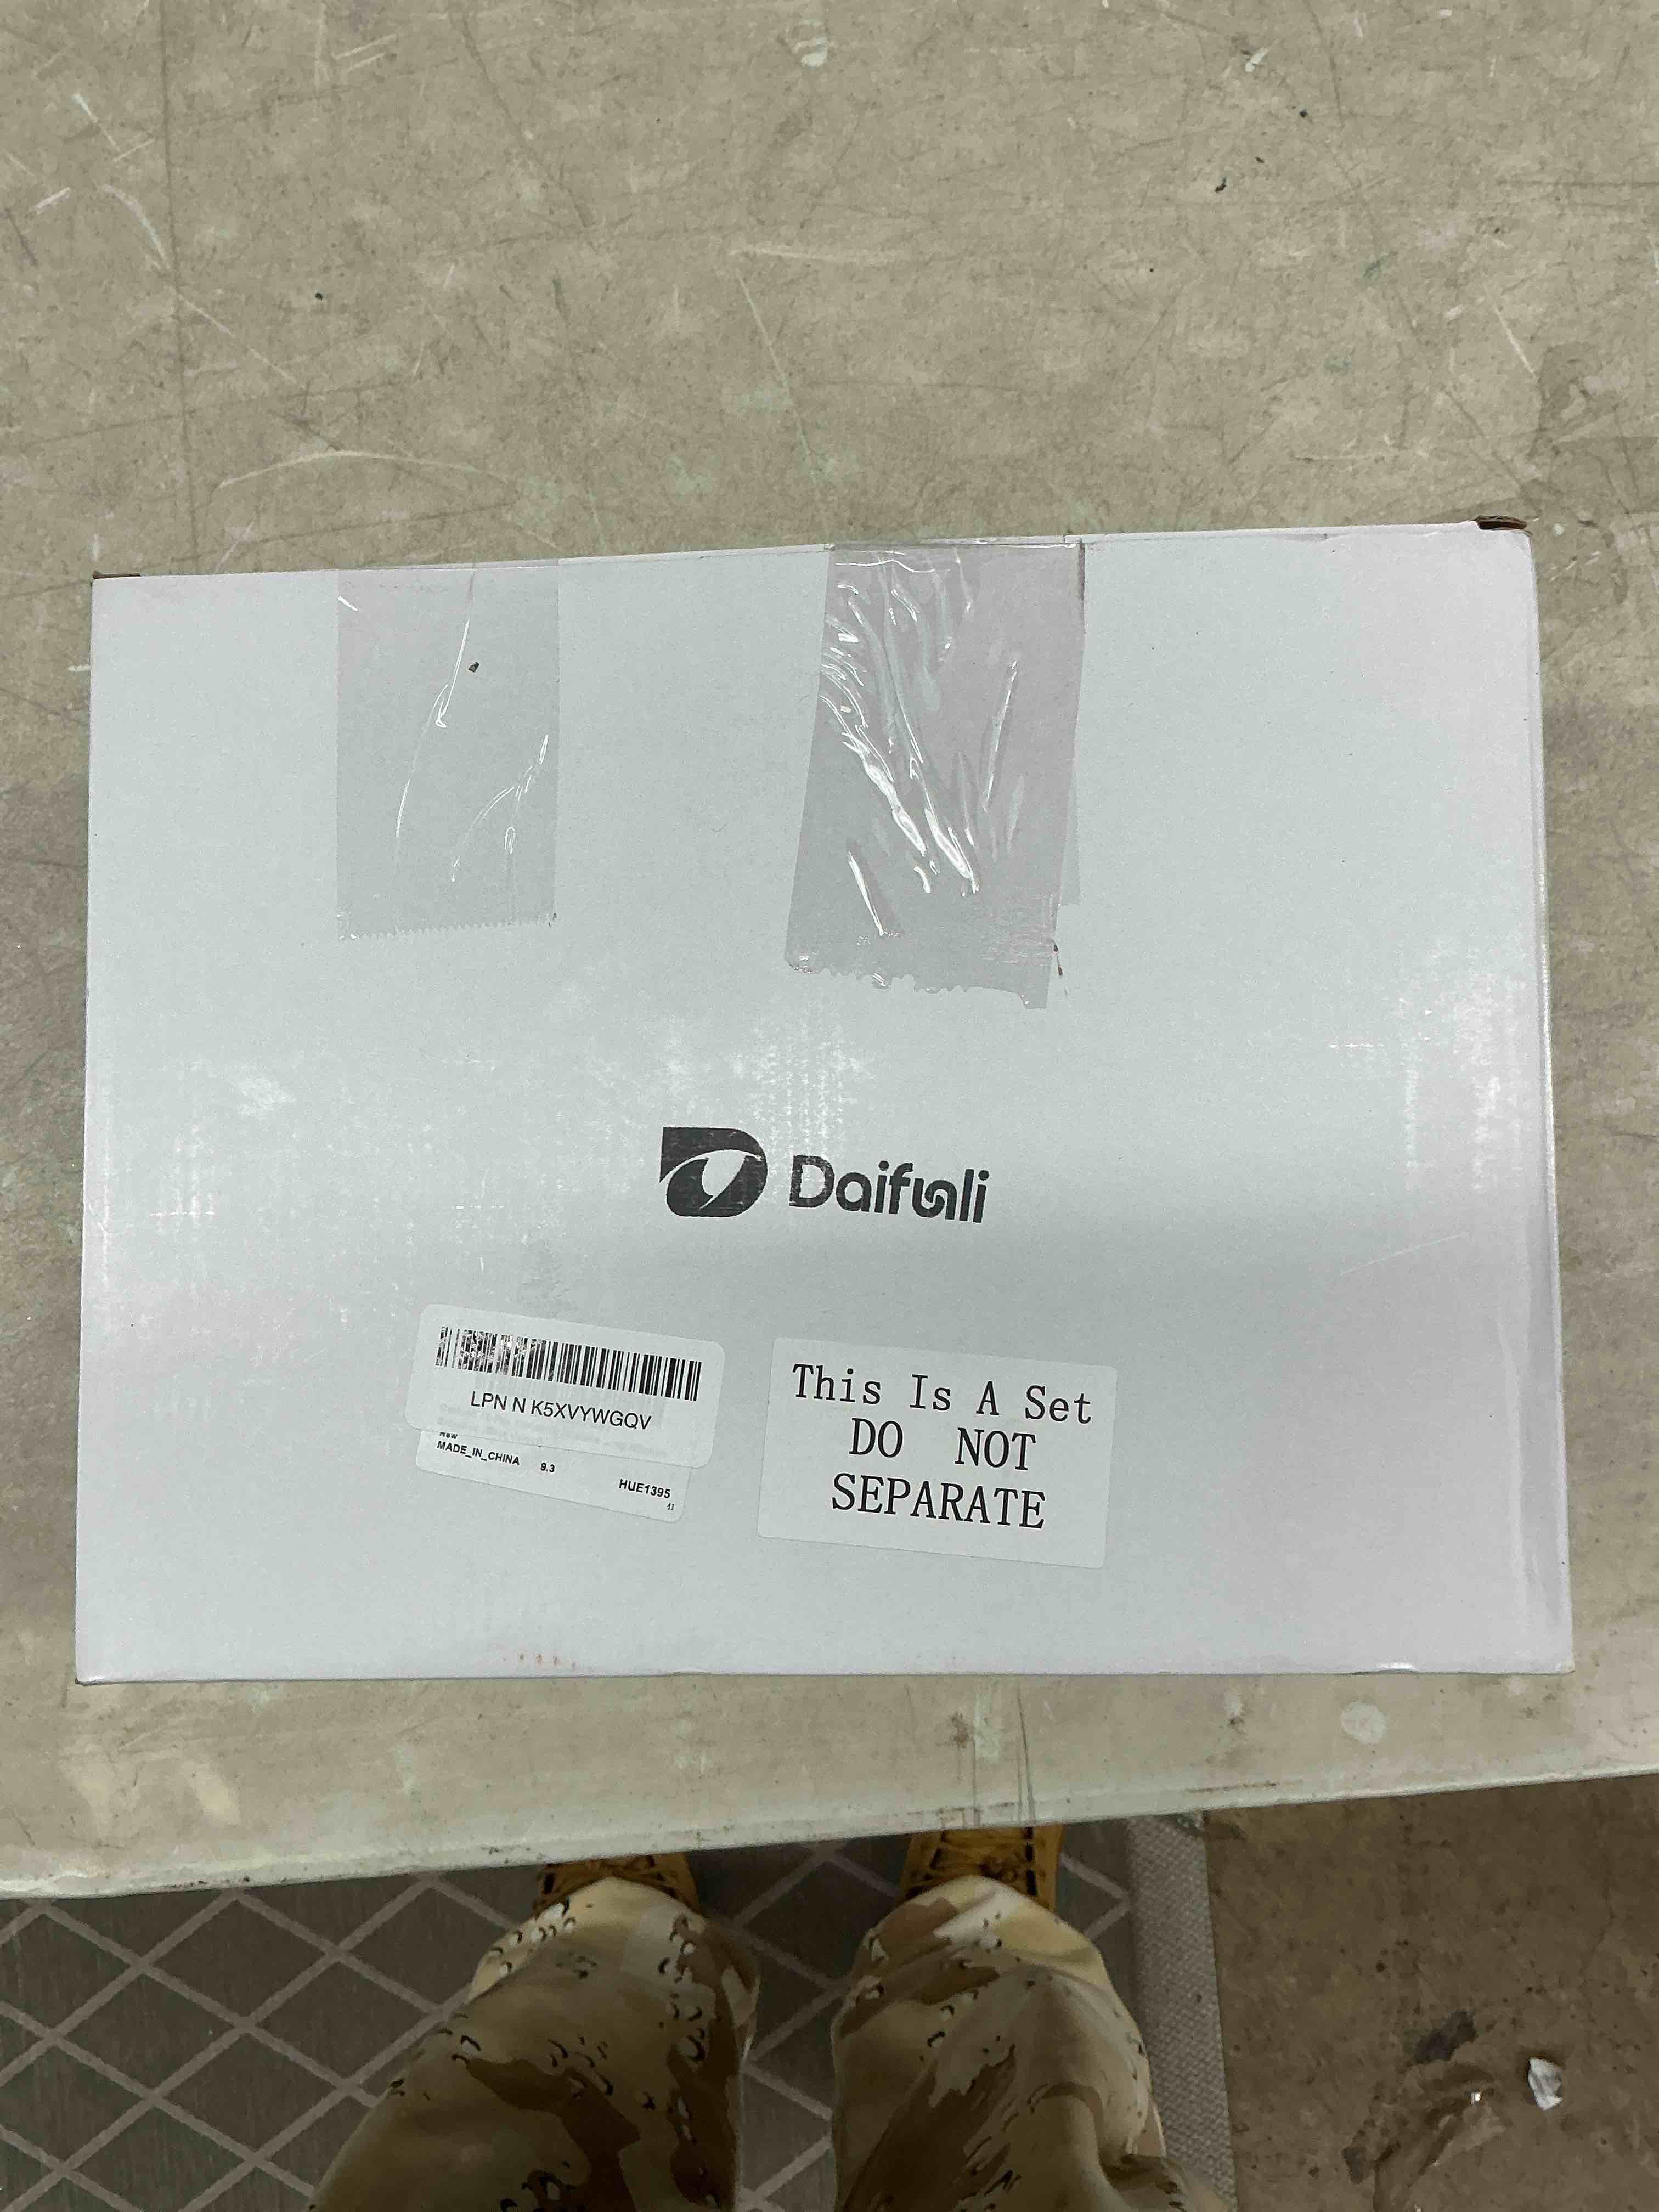 Daifuli
LPN N K5XVYWGQV
New
MADE_IN_CHINA 9.3
HUE1395
This Is A Set
DO NOT
SEPARATE